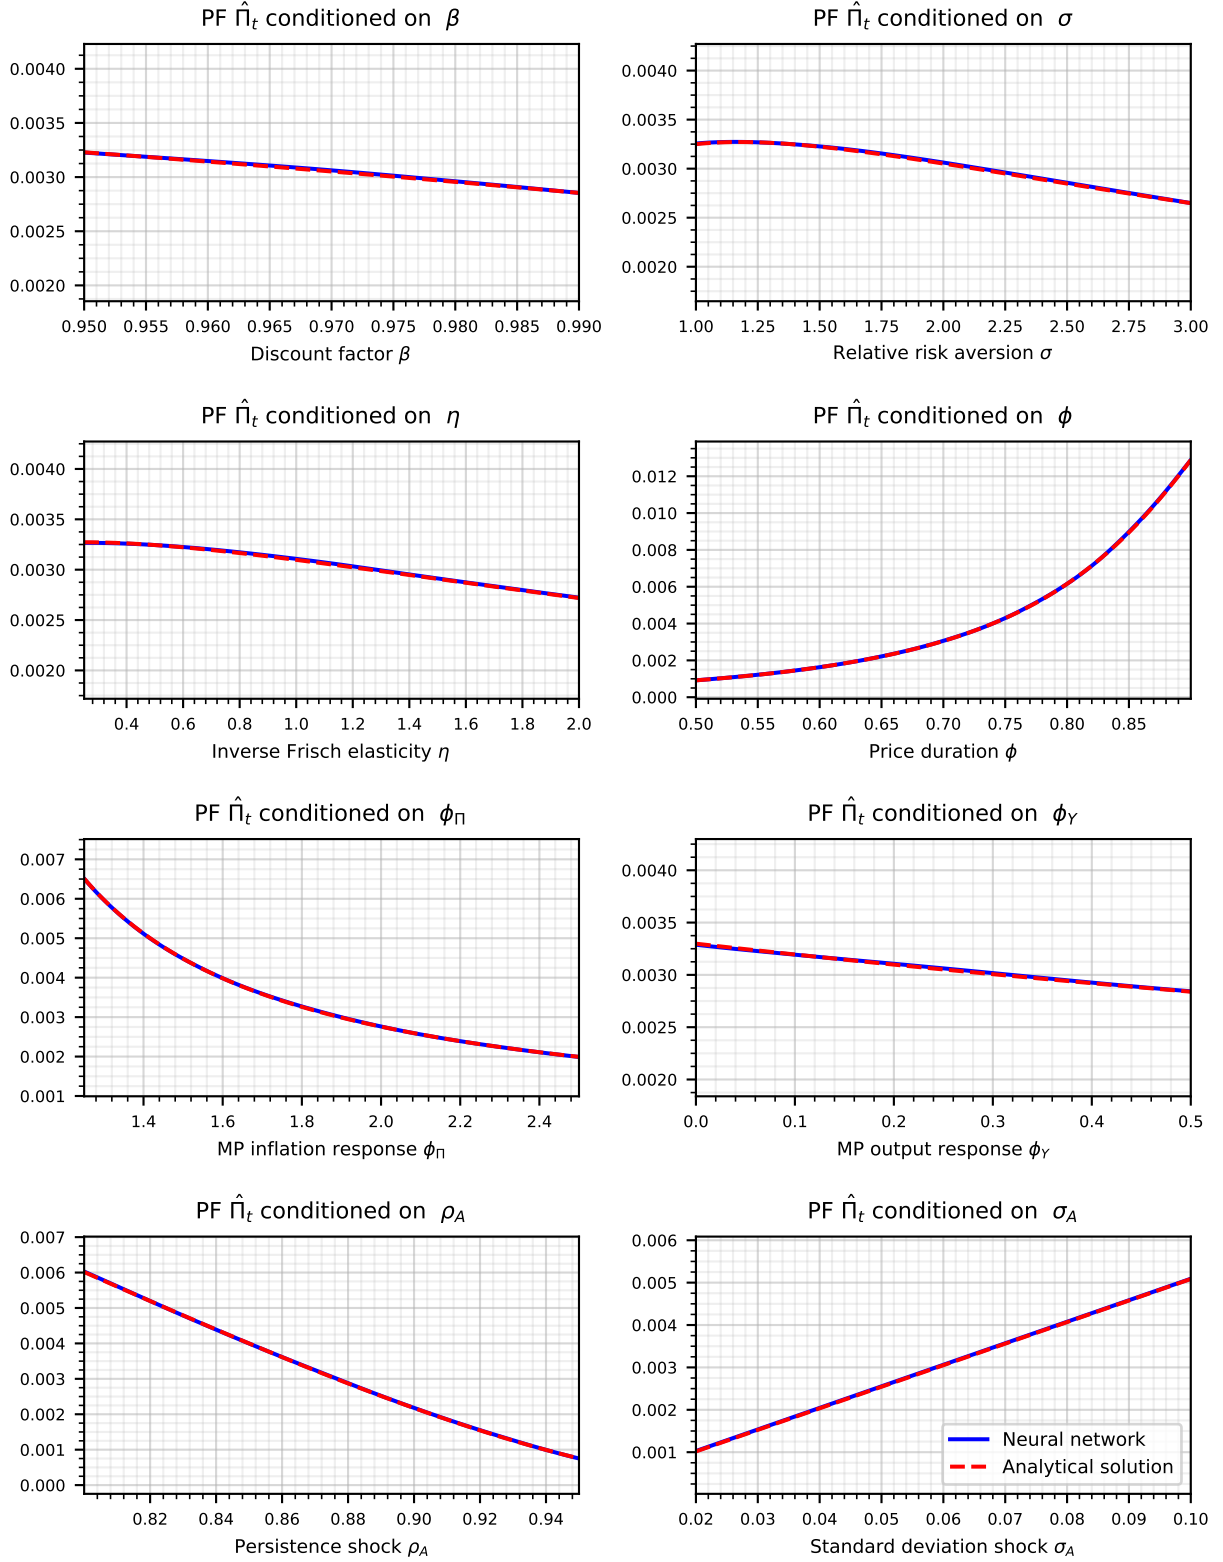 PF Π̂ₜ conditioned on β
0.0040
0.0035
0.0030
0.0025
0.0020
0.950 0.955 0.960 0.965 0.970 0.975 0.980 0.985 0.990
Discount factor β
PF Π̂ₜ conditioned on σ
0.0040
0.0035
0.0030
0.0025
0.0020
1.00 1.25 1.50 1.75 2.00 2.25 2.50 2.75 3.00
Relative risk aversion σ
PF Π̂ₜ conditioned on η
0.0040
0.0035
0.0030
0.0025
0.0020
0.4 0.6 0.8 1.0 1.2 1.4 1.6 1.8 2.0
Inverse Frisch elasticity η
PF Π̂ₜ conditioned on ϕ
0.012
0.010
0.008
0.006
0.004
0.002
0.000
0.50 0.55 0.60 0.65 0.70 0.75 0.80 0.85
Price duration ϕ
PF Π̂ₜ conditioned on ϕ_Π
0.007
0.006
0.005
0.004
0.003
0.002
0.001
1.4 1.6 1.8 2.0 2.2 2.4
MP inflation response ϕ_Π
PF Π̂ₜ conditioned on ϕ_Y
0.0040
0.0035
0.0030
0.0025
0.0020
0.0 0.1 0.2 0.3 0.4 0.5
MP output response ϕ_Y
PF Π̂ₜ conditioned on ρ_A
0.007
0.006
0.005
0.004
0.003
0.002
0.001
0.000
0.82 0.84 0.86 0.88 0.90 0.92 0.94
Persistence shock ρ_A
PF Π̂ₜ conditioned on σ_A
0.006
0.005
0.004
0.003
0.002
0.001
Neural network
Analytical solution
0.02 0.03 0.04 0.05 0.06 0.07 0.08 0.09 0.10
Standard deviation shock σ_A